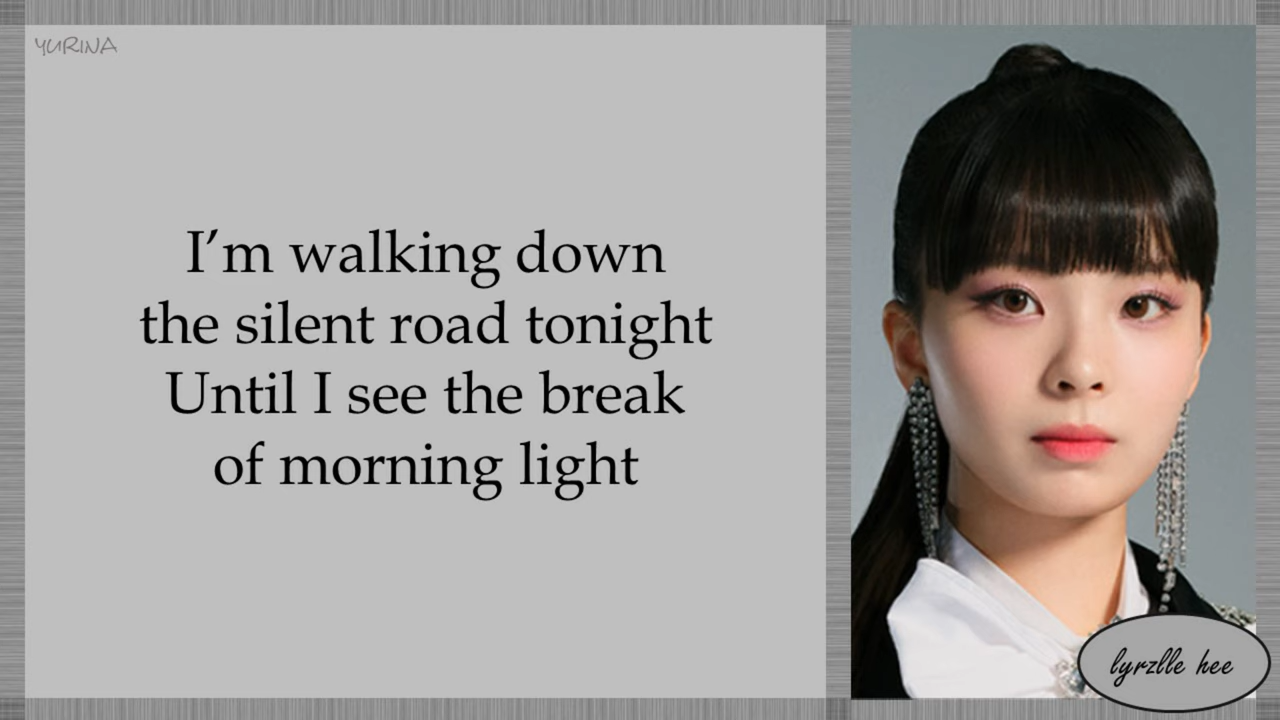 YURINA
I’m walking down
the silent road tonight
Until I see the break
of morning light
lyrzlle hee